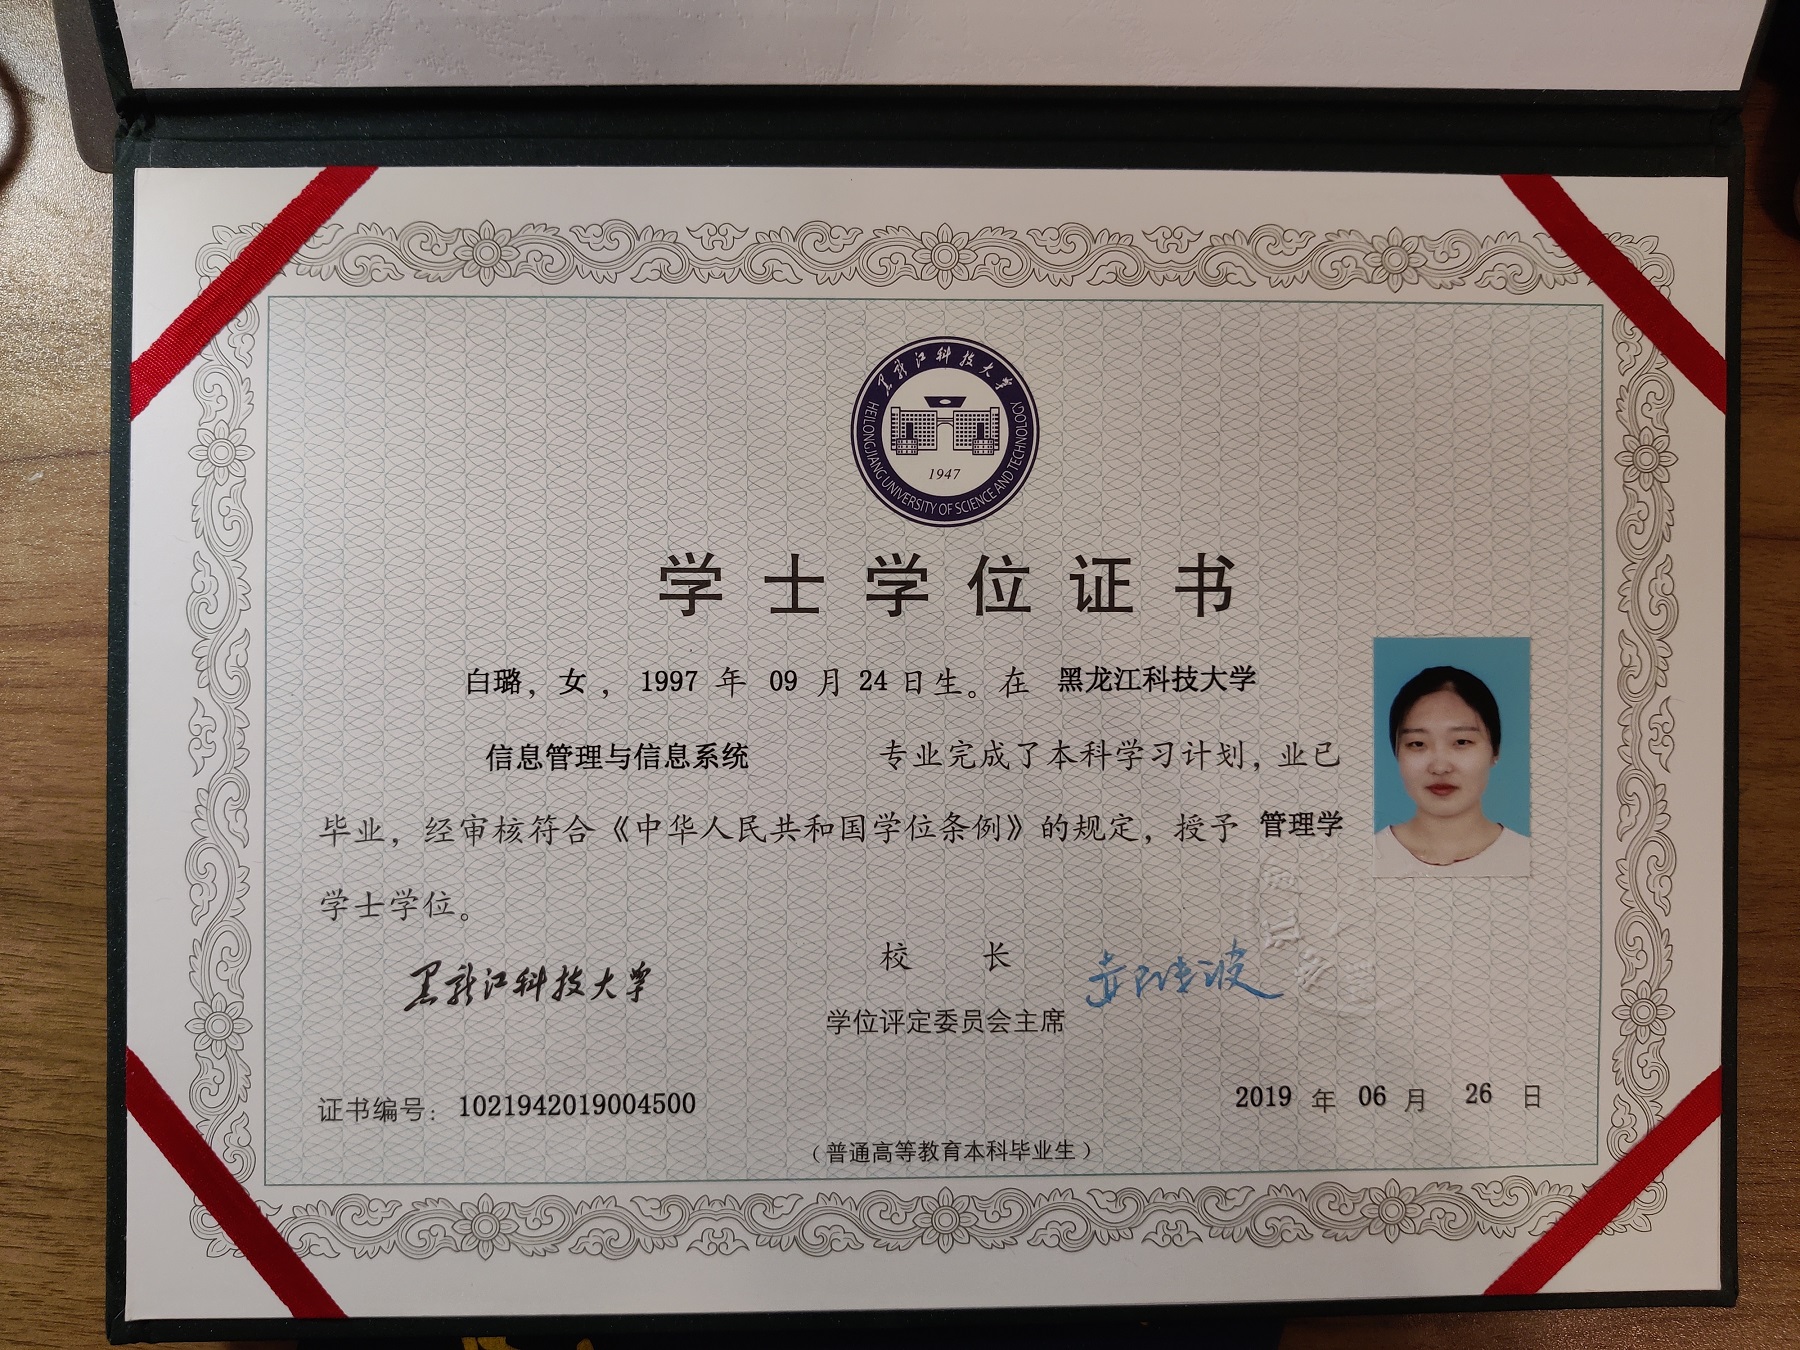 黑龙江科技大学
HEILONGJIANG UNIVERSITY OF SCIENCE AND TECHNOLOGY
1947
学士学位证书
白璐，女，1997 年 09 月 24 日生。在 黑龙江科技大学
信息管理与信息系统 专业完成了本科学习计划，业已
毕业，经审核符合《中华人民共和国学位条例》的规定，授予 管理学
学士学位。
黑龙江科技大学
校 长
学位评定委员会主席
证书编号：1021942019004500
2019 年 06 月 26 日
（普通高等教育本科毕业生）